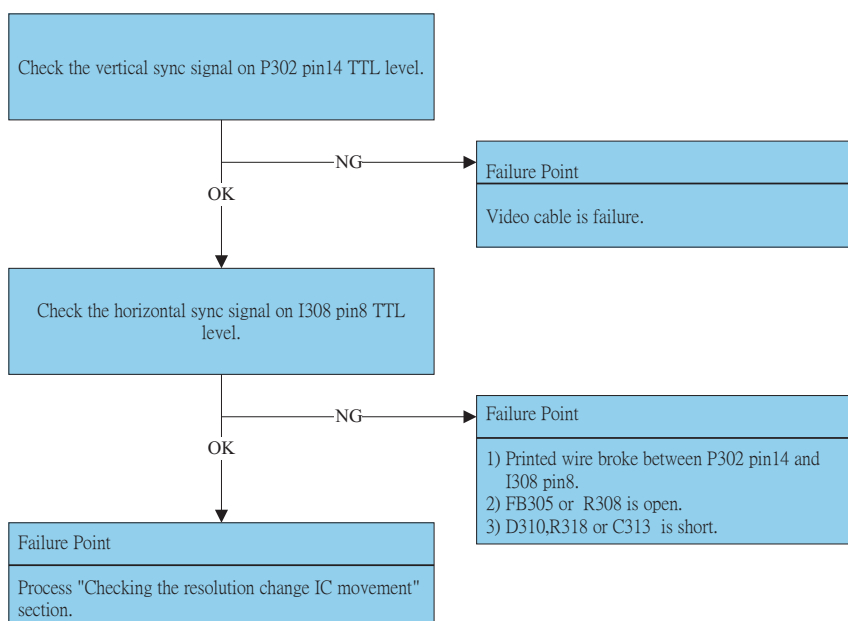 Check the vertical sync signal on P302 pin14 TTL level.
NG
Failure Point
Video cable is failure.
OK
Check the horizontal sync signal on I308 pin8 TTL
level.
NG
Failure Point
1) Printed wire broke between P302 pin14 and
I308 pin8.
2) FB305 or R308 is open.
3) D310,R318 or C313 is short.
OK
Failure Point
Process "Checking the resolution change IC movement"
section.